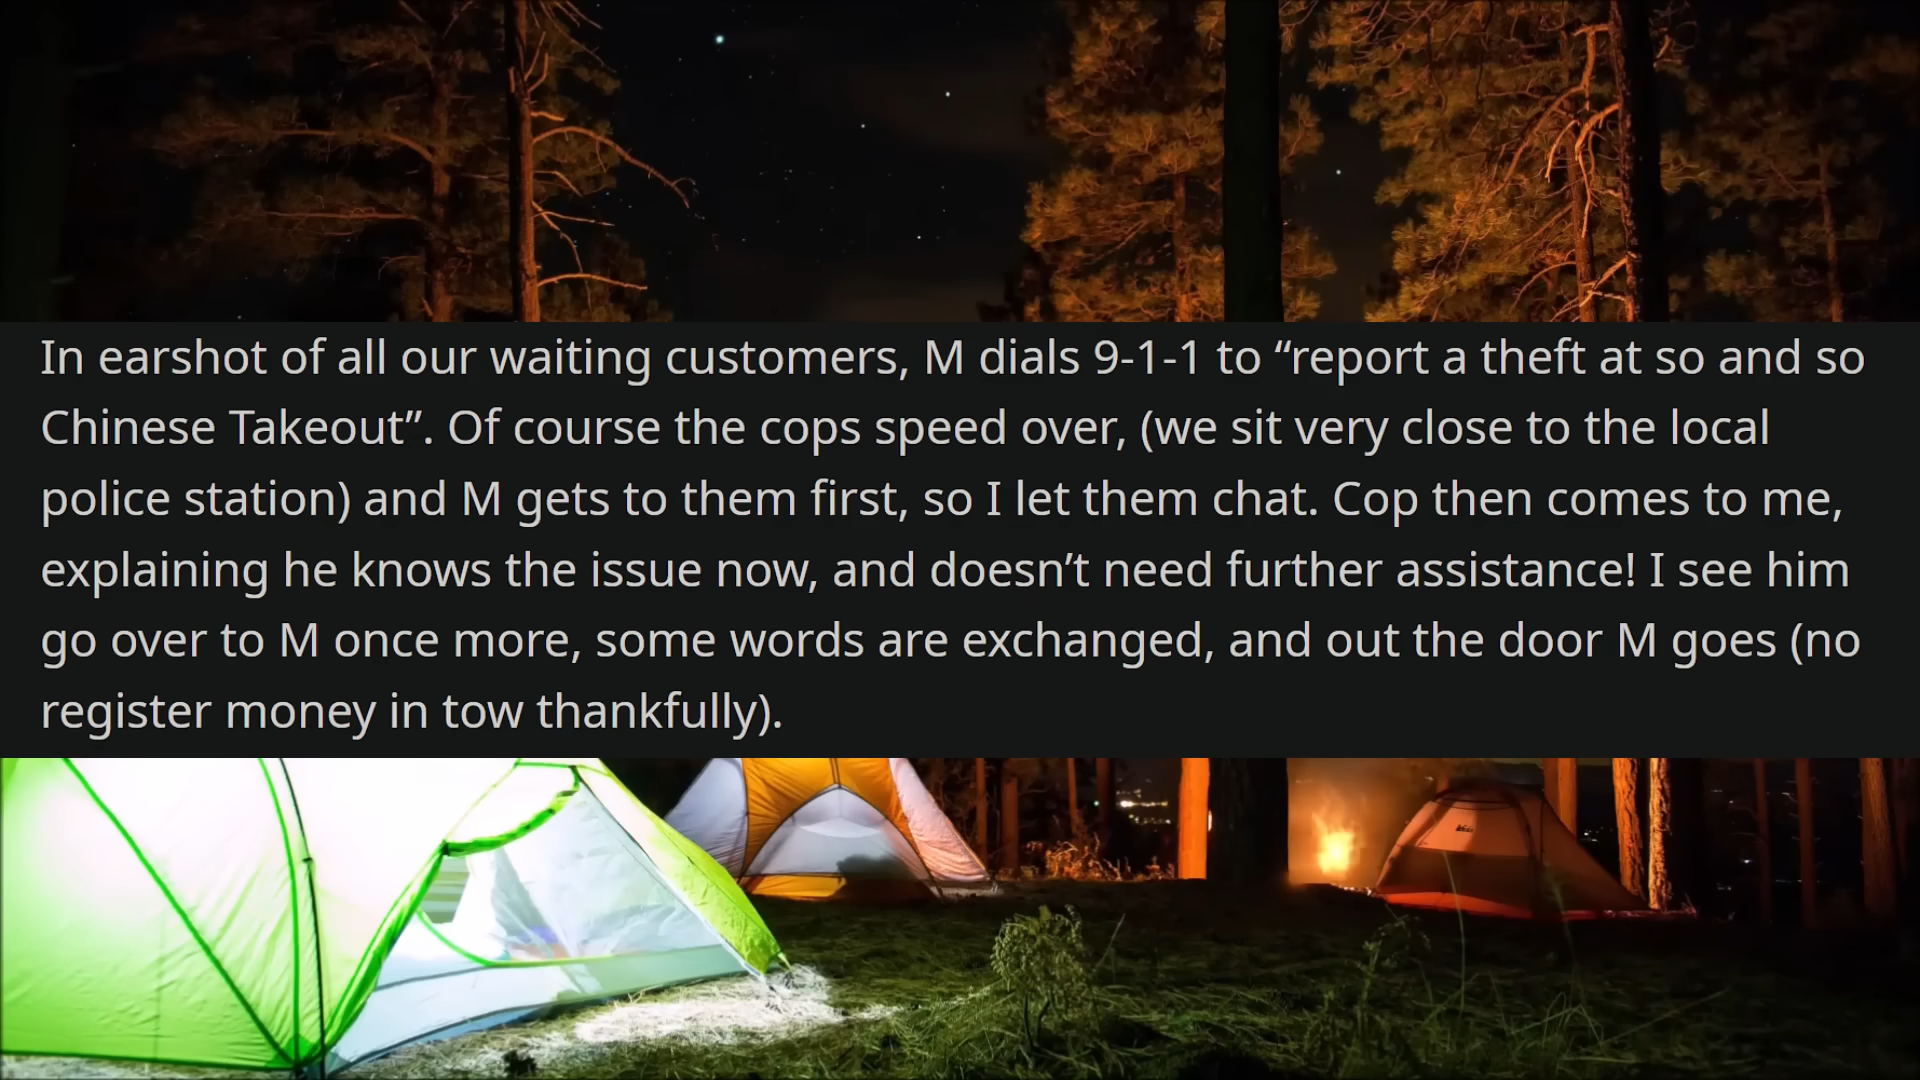 In earshot of all our waiting customers, M dials 9-1-1 to “report a theft at so and so
Chinese Takeout”. Of course the cops speed over, (we sit very close to the local
police station) and M gets to them first, so I let them chat. Cop then comes to me,
explaining he knows the issue now, and doesn’t need further assistance! I see him
go over to M once more, some words are exchanged, and out the door M goes (no
register money in tow thankfully).